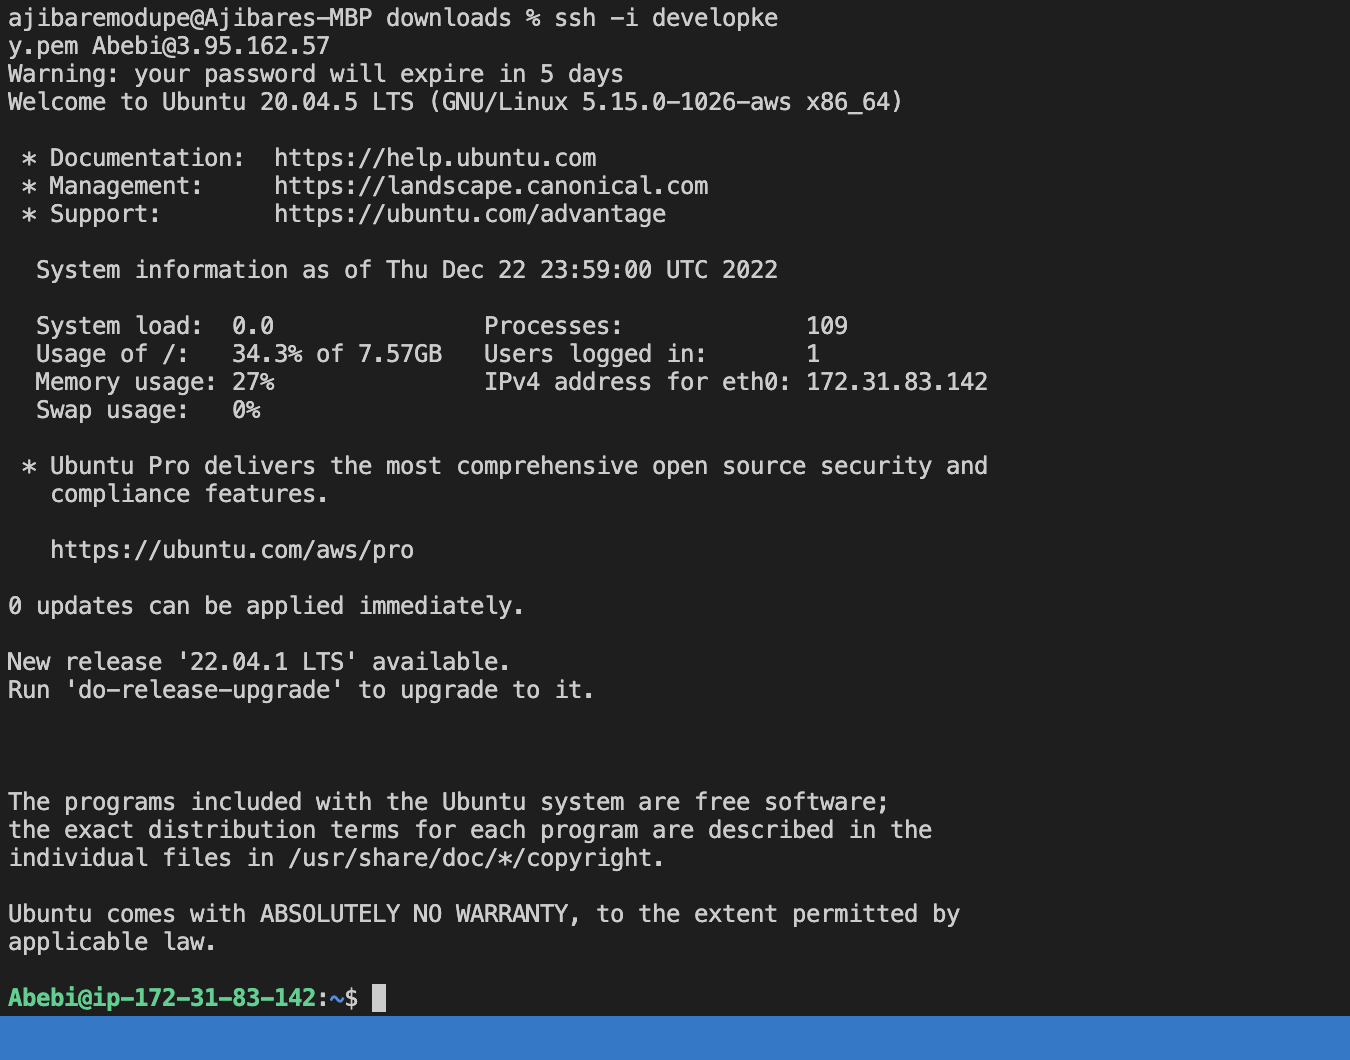 ajibaremodupe@Ajibares-MBP downloads % ssh -i developke
y.pem Abebi@3.95.162.57
Warning: your password will expire in 5 days
Welcome to Ubuntu 20.04.5 LTS (GNU/Linux 5.15.0-1026-aws x86_64)
* Documentation:  https://help.ubuntu.com
* Management:     https://landscape.canonical.com
* Support:        https://ubuntu.com/advantage
System information as of Thu Dec 22 23:59:00 UTC 2022
System load:  0.0               Processes:             109
Usage of /:   34.3% of 7.57GB   Users logged in:       1
Memory usage: 27%               IPv4 address for eth0: 172.31.83.142
Swap usage:   0%
* Ubuntu Pro delivers the most comprehensive open source security and
compliance features.
https://ubuntu.com/aws/pro
0 updates can be applied immediately.
New release '22.04.1 LTS' available.
Run 'do-release-upgrade' to upgrade to it.
The programs included with the Ubuntu system are free software;
the exact distribution terms for each program are described in the
individual files in /usr/share/doc/*/copyright.
Ubuntu comes with ABSOLUTELY NO WARRANTY, to the extent permitted by
applicable law.
Abebi@ip-172-31-83-142:~$